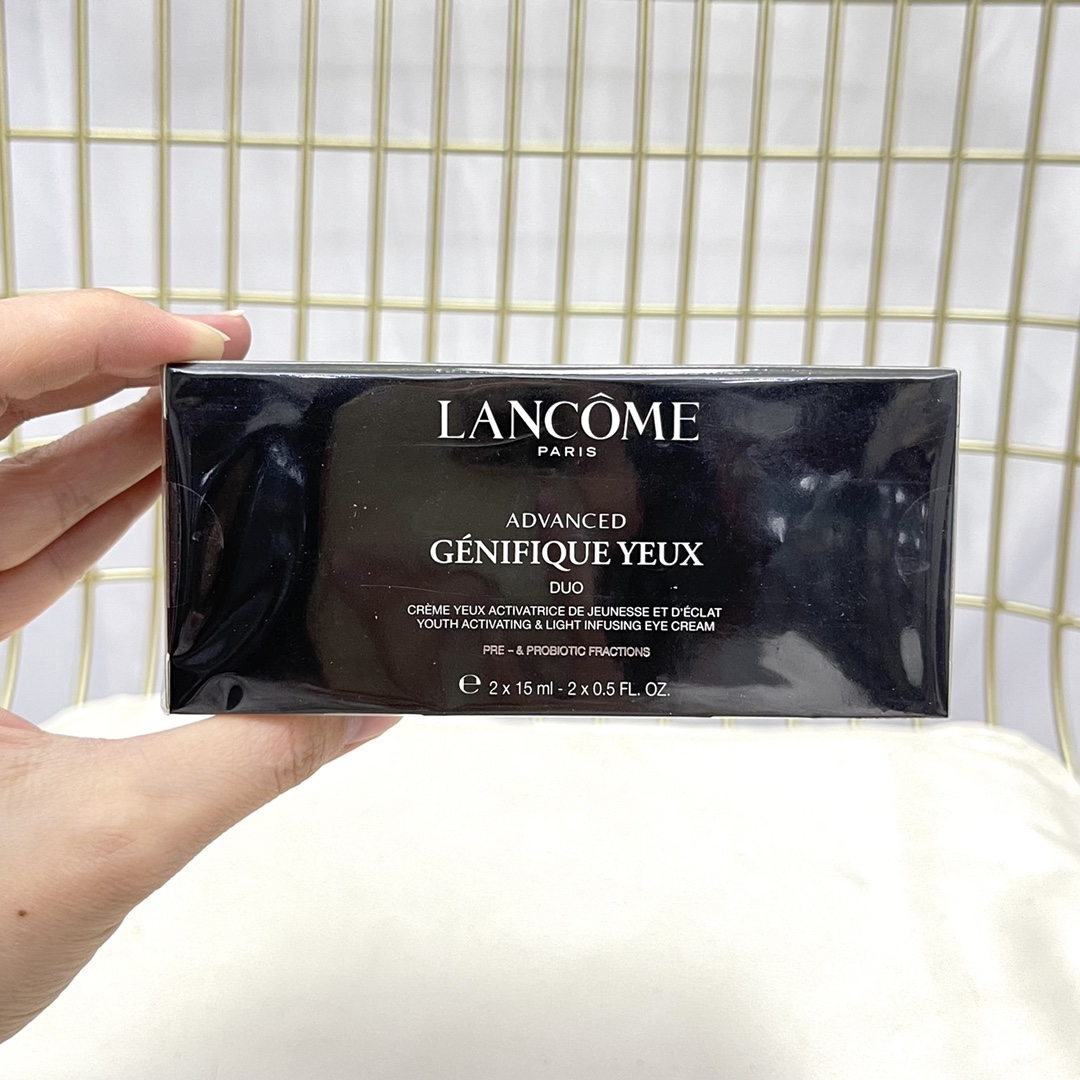 LANCÔME
PARIS
ADVANCED
GÉNIFIQUE YEUX
DUO
CRÈME YEUX ACTIVATRICE DE JEUNESSE ET D'ÉCLAT
YOUTH ACTIVATING & LIGHT INFUSING EYE CREAM
PRE - & PROBIOTIC FRACTIONS
℮ 2 x 15 ml - 2 x 0.5 FL. OZ.